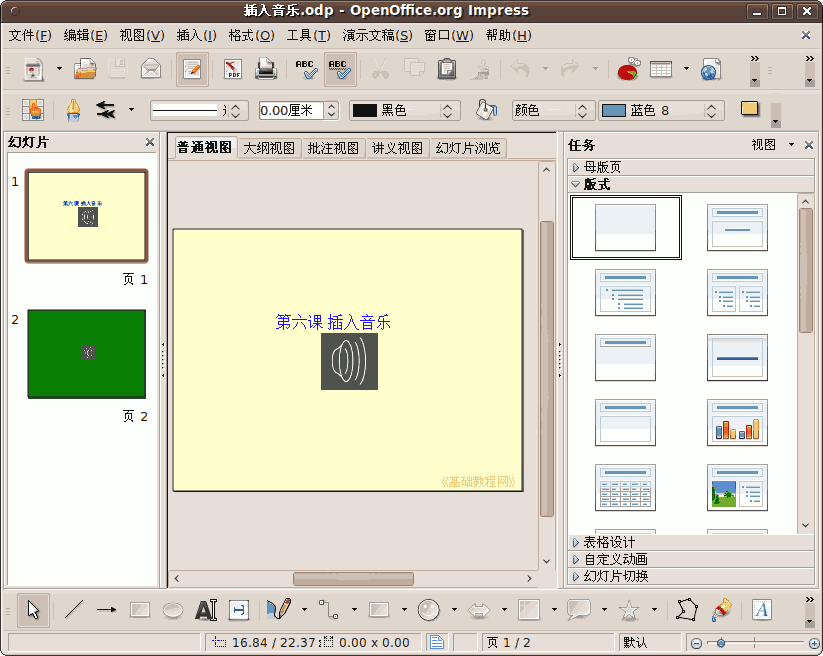 插入音乐.odp - OpenOffice.org Impress
文件(F) 编辑(E) 视图(V) 插入(I) 格式(O) 工具(T) 演示文稿(S) 窗口(W) 帮助(H)
PDF ABC ABC
0.00厘米 黑色 颜色 蓝色 8
幻灯片
普通视图 大纲视图 批注视图 讲义视图 幻灯片浏览
任务 视图
母版页
版式
1
第六课 插入音乐
页 1
2
页 2
第六课 插入音乐
《基础教程网》
表格设计
自定义动画
幻灯片切换
16.84 / 22.37 0.00 x 0.00 页 1 / 2 默认